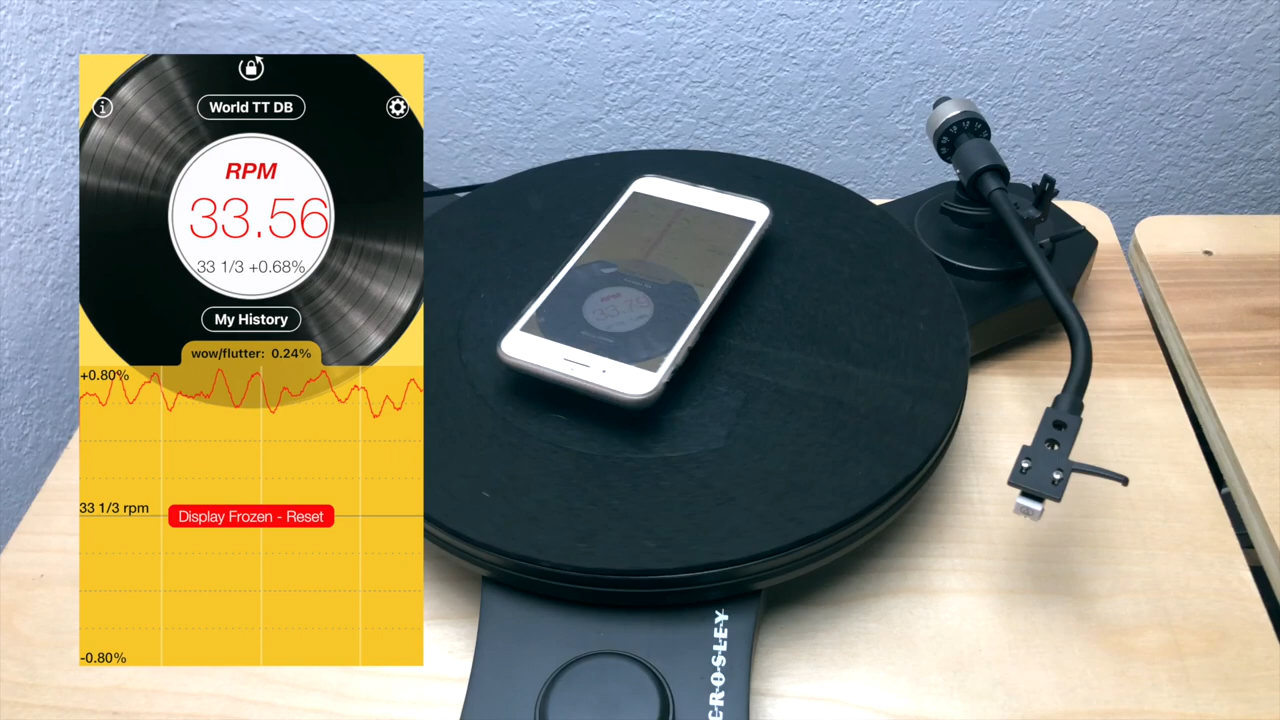 World TT DB
RPM
33.56
33 1/3 +0.68%
My History
wow/flutter: 0.24%
+0.80%
33 1/3 rpm
Display Frozen - Reset
-0.80%
RPM
CROSLEY